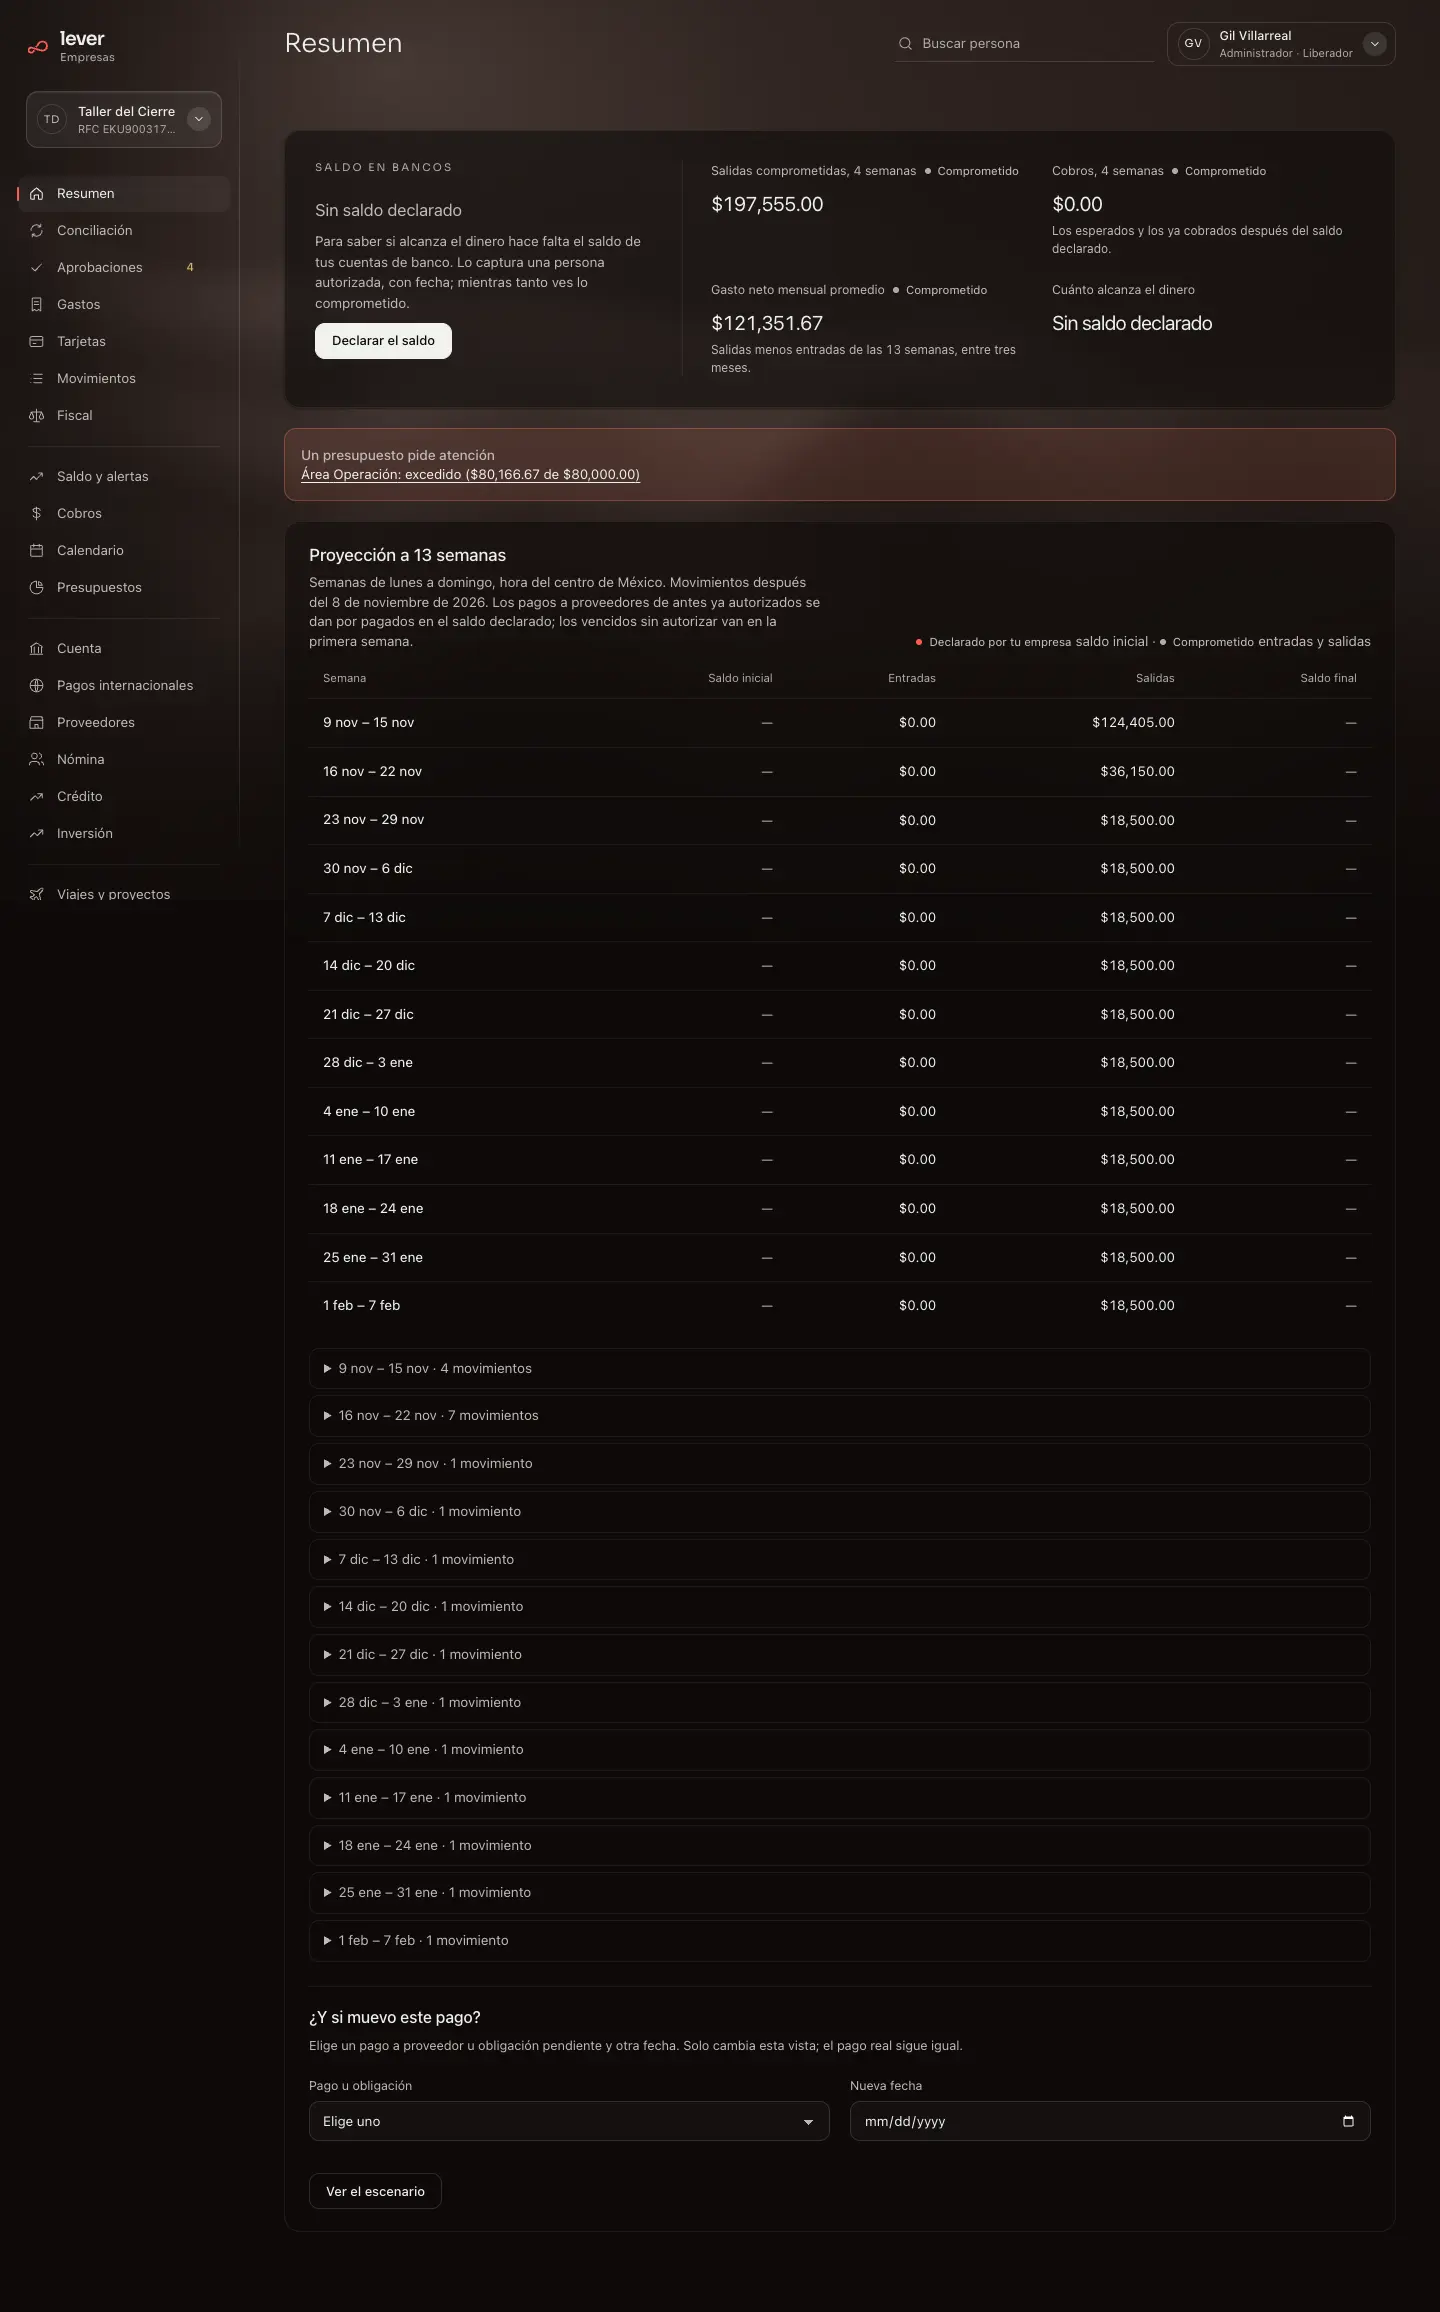 lever
Empresas
Resumen
Buscar persona
GV
Gil Villarreal
Administrador · Liberador
TD
Taller del Cierre
RFC EKU900317...
Resumen
Conciliación
Aprobaciones
4
Gastos
Tarjetas
Movimientos
Fiscal
Saldo y alertas
Cobros
Calendario
Presupuestos
Cuenta
Pagos internacionales
Proveedores
Nómina
Crédito
Inversión
Viajes y proyectos
SALDO EN BANCOS
Sin saldo declarado
Para saber si alcanza el dinero hace falta el saldo de
tus cuentas de banco. Lo captura una persona
autorizada, con fecha; mientras tanto ves lo
comprometido.
Declarar el saldo
Salidas comprometidas, 4 semanas • Comprometido
$197,555.00
Cobros, 4 semanas • Comprometido
$0.00
Los esperados y los ya cobrados después del saldo
declarado.
Gasto neto mensual promedio • Comprometido
$121,351.67
Salidas menos entradas de las 13 semanas, entre tres
meses.
Cuánto alcanza el dinero
Sin saldo declarado
Un presupuesto pide atención
Área Operación: excedido ($80,166.67 de $80,000.00)
Proyección a 13 semanas
Semanas de lunes a domingo, hora del centro de México. Movimientos después
del 8 de noviembre de 2026. Los pagos a proveedores de antes ya autorizados se
dan por pagados en el saldo declarado; los vencidos sin autorizar van en la
primera semana.
• Declarado por tu empresa saldo inicial · • Comprometido entradas y salidas
Semana Saldo inicial Entradas Salidas Saldo final
9 nov – 15 nov — $0.00 $124,405.00 —
16 nov – 22 nov — $0.00 $36,150.00 —
23 nov – 29 nov — $0.00 $18,500.00 —
30 nov – 6 dic — $0.00 $18,500.00 —
7 dic – 13 dic — $0.00 $18,500.00 —
14 dic – 20 dic — $0.00 $18,500.00 —
21 dic – 27 dic — $0.00 $18,500.00 —
28 dic – 3 ene — $0.00 $18,500.00 —
4 ene – 10 ene — $0.00 $18,500.00 —
11 ene – 17 ene — $0.00 $18,500.00 —
18 ene – 24 ene — $0.00 $18,500.00 —
25 ene – 31 ene — $0.00 $18,500.00 —
1 feb – 7 feb — $0.00 $18,500.00 —
▶ 9 nov – 15 nov · 4 movimientos
▶ 16 nov – 22 nov · 7 movimientos
▶ 23 nov – 29 nov · 1 movimiento
▶ 30 nov – 6 dic · 1 movimiento
▶ 7 dic – 13 dic · 1 movimiento
▶ 14 dic – 20 dic · 1 movimiento
▶ 21 dic – 27 dic · 1 movimiento
▶ 28 dic – 3 ene · 1 movimiento
▶ 4 ene – 10 ene · 1 movimiento
▶ 11 ene – 17 ene · 1 movimiento
▶ 18 ene – 24 ene · 1 movimiento
▶ 25 ene – 31 ene · 1 movimiento
▶ 1 feb – 7 feb · 1 movimiento
¿Y si muevo este pago?
Elige un pago a proveedor u obligación pendiente y otra fecha. Solo cambia esta vista; el pago real sigue igual.
Pago u obligación
Elige uno
Nueva fecha
mm/dd/yyyy
Ver el escenario